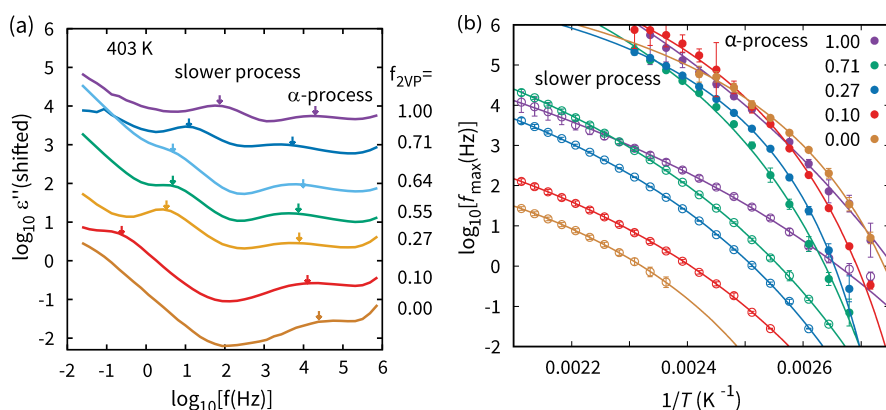 (a)
403 K
slower process
α-process
f2VP=
1.00
0.71
0.64
0.55
0.27
0.10
0.00
log10 ε''(shifted)
5
4
3
2
1
0
-1
-2
-2 -1 0 1 2 3 4 5 6
log10[f(Hz)]
(b)
α-process
1.00
0.71
0.27
0.10
0.00
slower process
log10[fmax(Hz)]
6
5
4
3
2
1
0
-1
-2
0.0022 0.0024 0.0026
1/T (K-1)